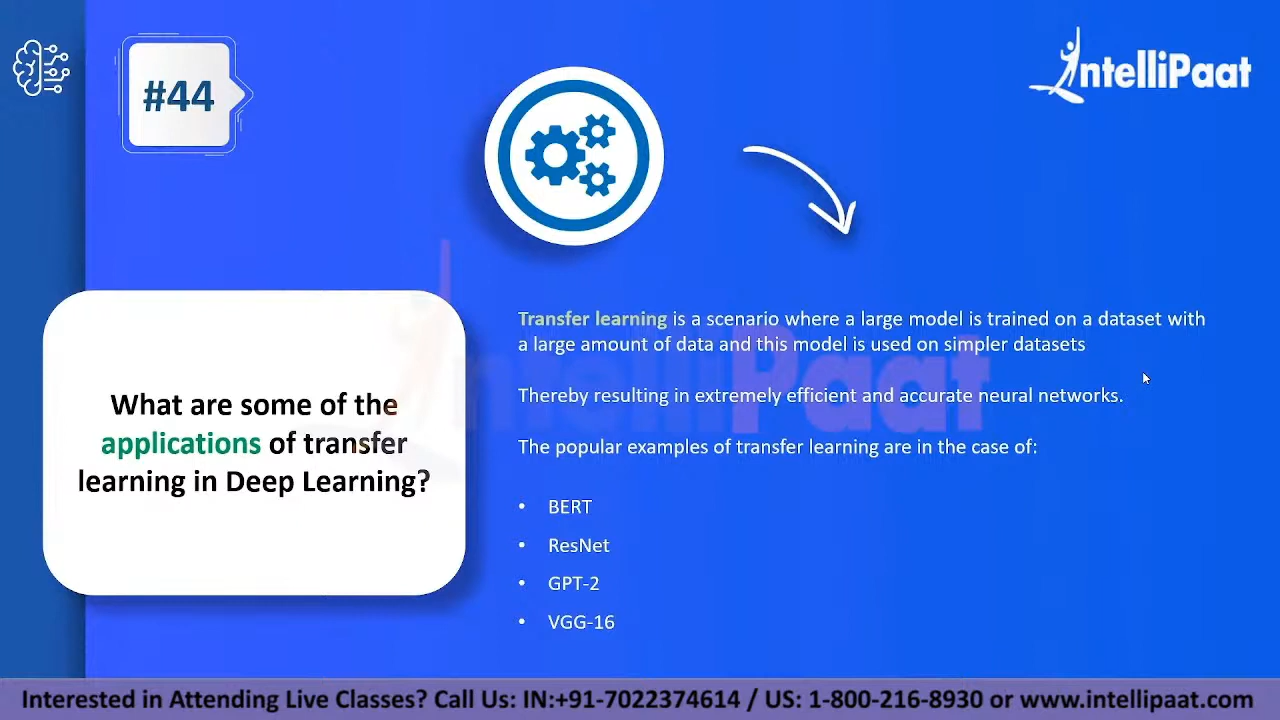 #44
IntelliPaat
What are some of the
applications of transfer
learning in Deep Learning?
Transfer learning is a scenario where a large model is trained on a dataset with
a large amount of data and this model is used on simpler datasets
Thereby resulting in extremely efficient and accurate neural networks.
The popular examples of transfer learning are in the case of:
• BERT
• ResNet
• GPT-2
• VGG-16
IntelliPaat
Interested in Attending Live Classes? Call Us: IN:+91-7022374614 / US: 1-800-216-8930 or www.intellipaat.com